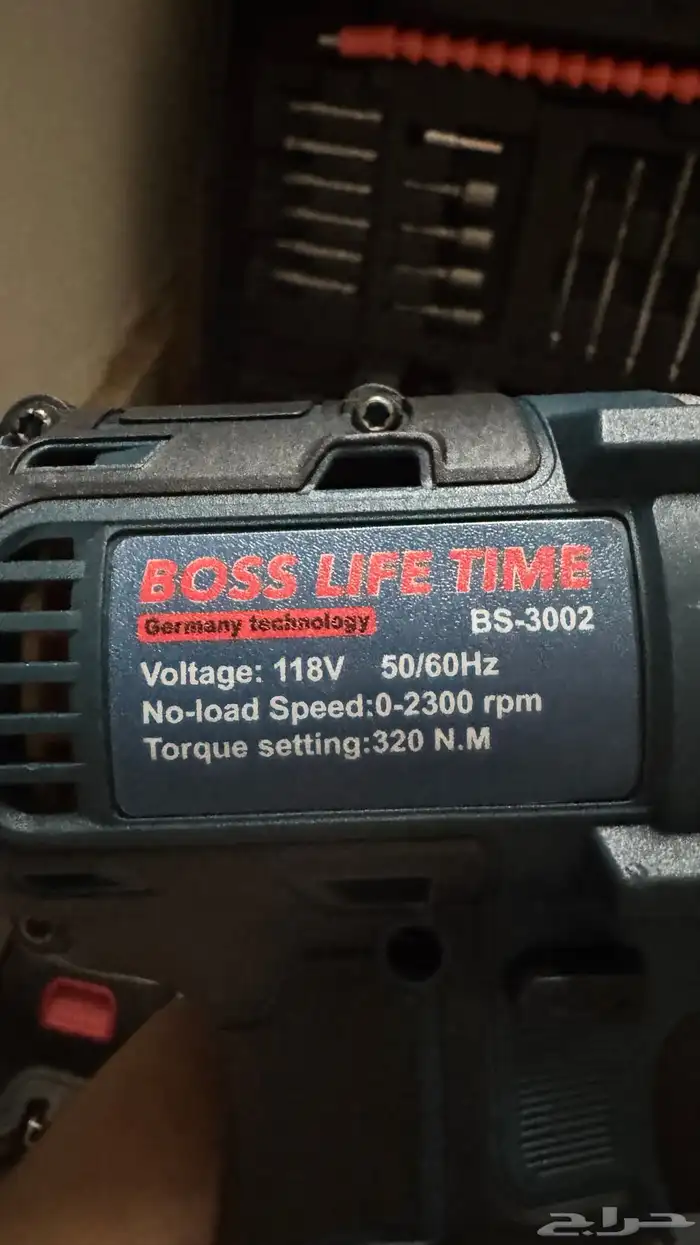 BOSS LIFE TIME
Germany technology
BS-3002
Voltage: 118V 50/60Hz
No-load Speed:0-2300 rpm
Torque setting:320 N.M
حراج